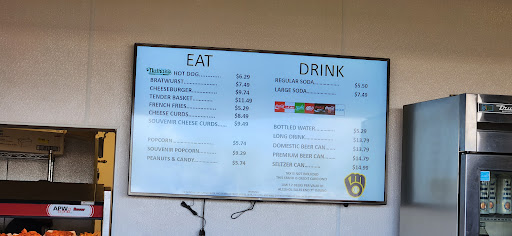 EAT
HOT DOG............ $6.29
BRATWURST............ $7.49
CHEESEBURGER............ $9.74
TENDER BASKET............ $11.49
FRENCH FRIES............ $5.29
CHEESE CURDS............ $8.49
SOUVENIR CHEESE CURDS.... $9.49
POPCORN............ $5.74
SOUVENIR POPCORN............ $9.29
PEANUTS & CANDY............ $5.74
DRINK
REGULAR SODA............ $5.50
LARGE SODA............ $7.49
BOTTLED WATER............ $5.29
LONG DRINK............ $13.79
DOMESTIC BEER CAN...... $13.79
PREMIUM BEER CAN...... $14.79
SELTZER CAN............ $14.99
APW